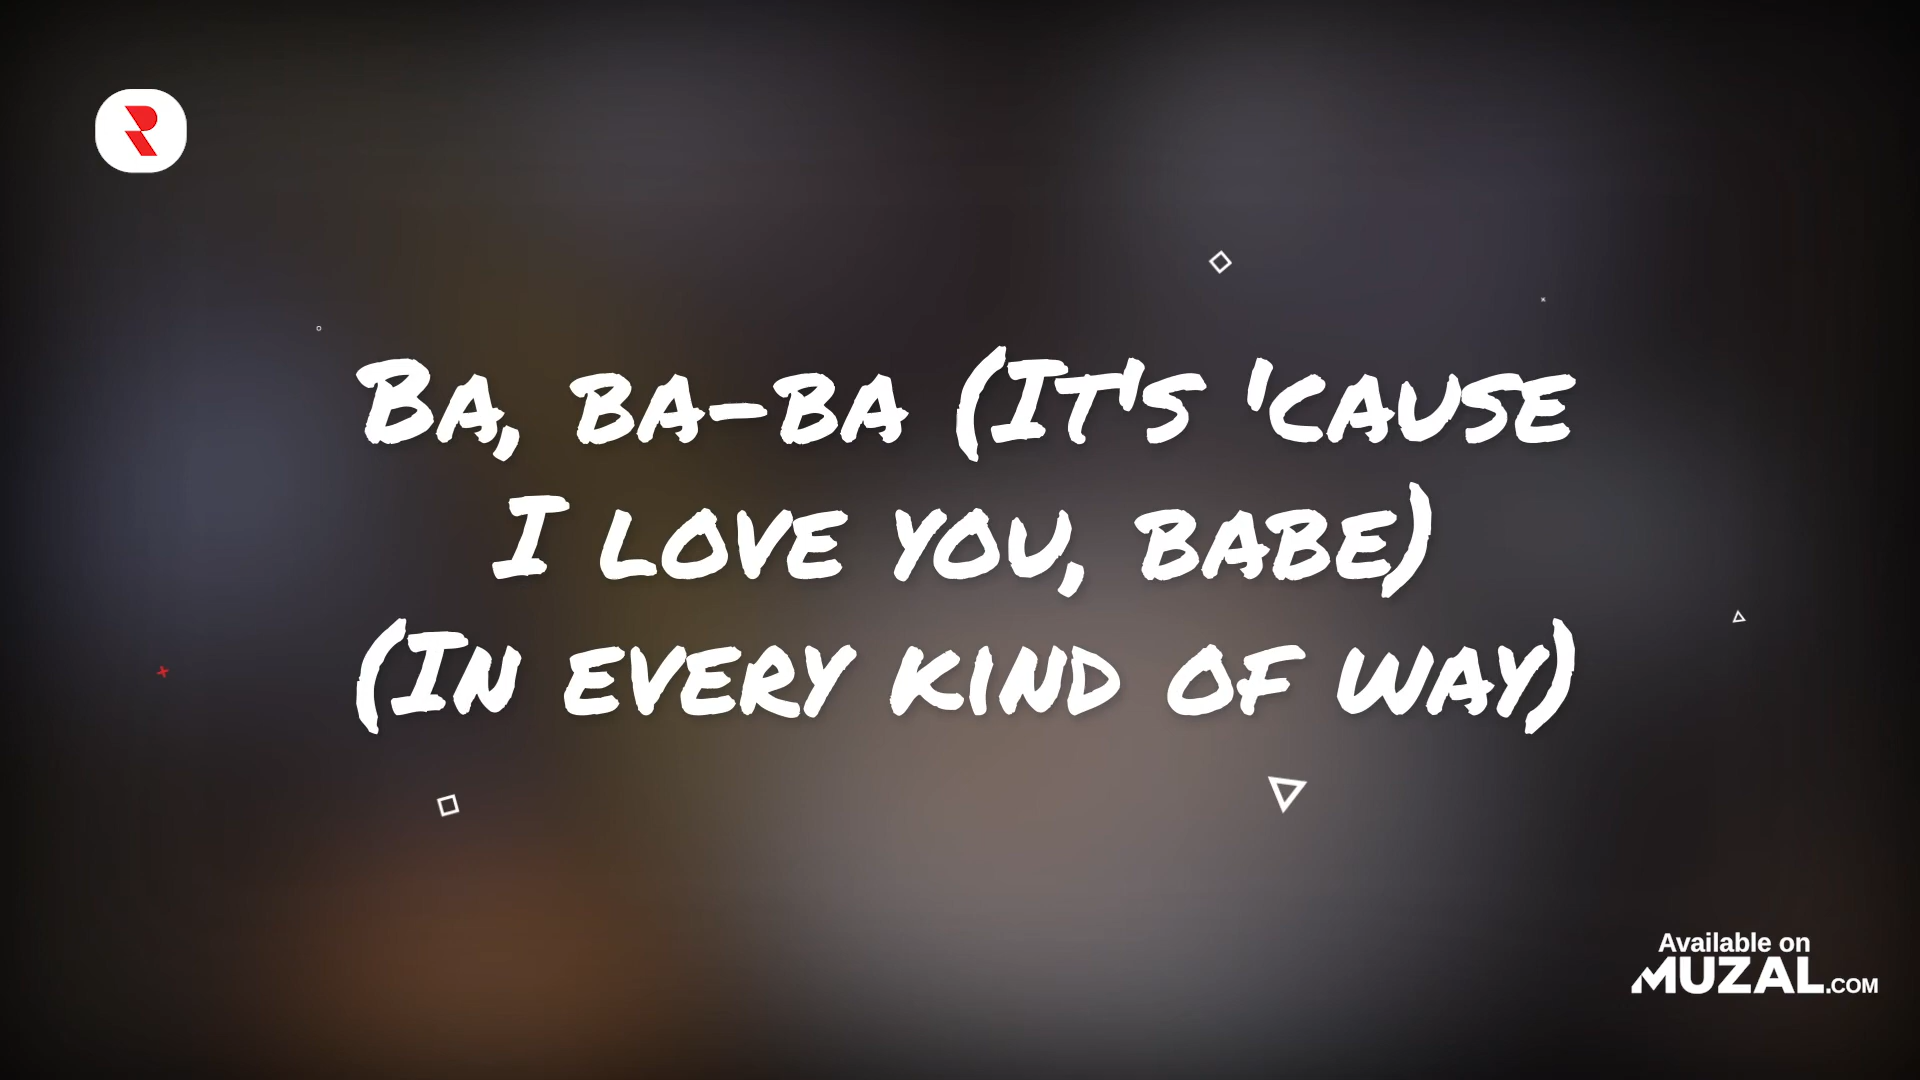 R
Ba, ba-ba (It's 'cause
I love you, babe)
(In every kind of way)
Available on
MUZAL.COM